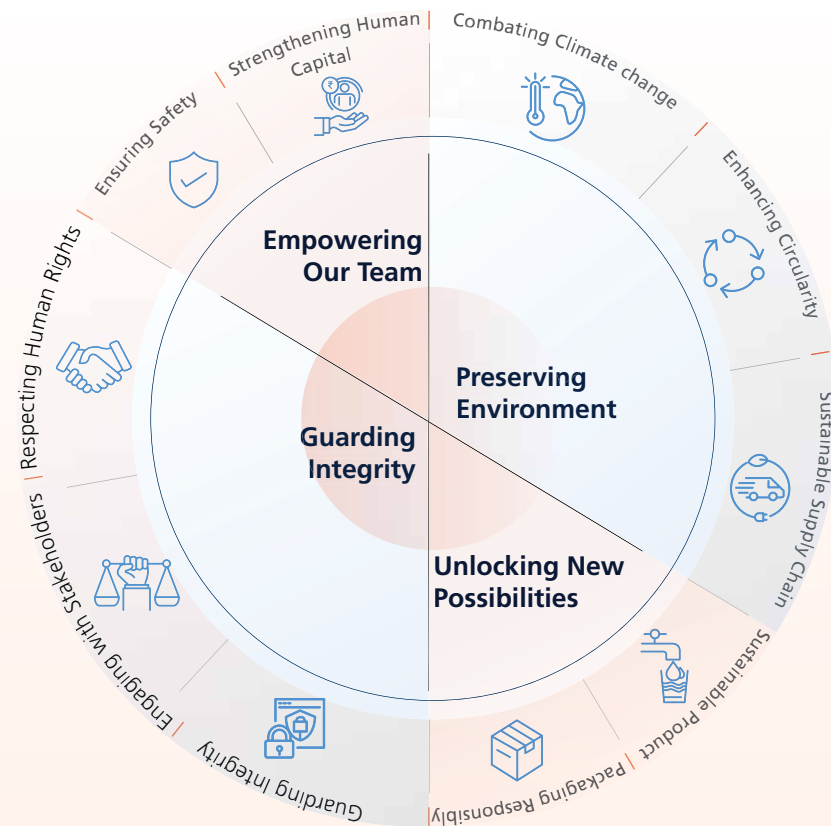 Strengthening Human
Capital
Combating Climate change
Ensuring Safety
Enhancing Circularity
Empowering
Our Team
Respecting Human Rights
₹
Preserving
Environment
Guarding
Integrity
Sustainable Supply Chain
Engaging with Stakeholders
Unlocking New
Possibilities
Sustainable Product
Guarding Integrity
Packaging Responsibly